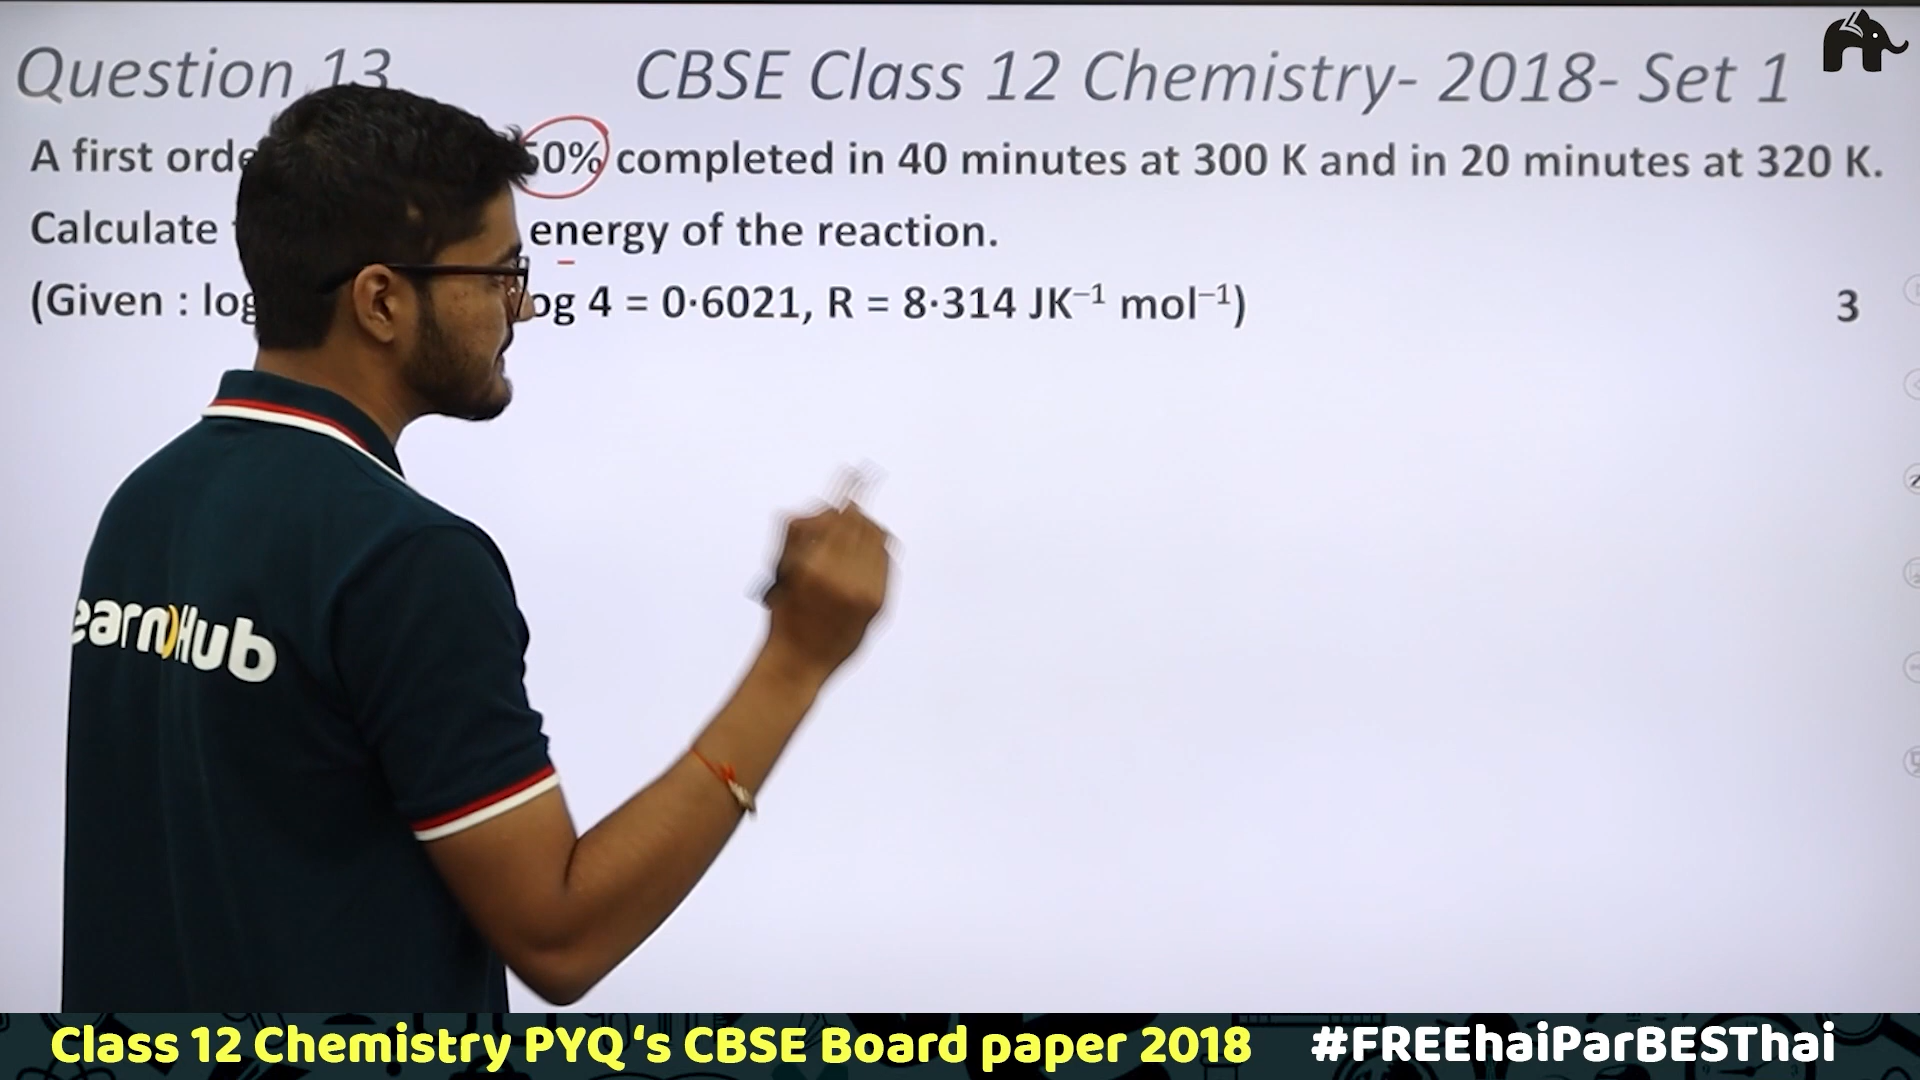 Question 13
CBSE Class 12 Chemistry- 2018- Set 1
A first orde 50% completed in 40 minutes at 300 K and in 20 minutes at 320 K.
Calculate energy of the reaction.
(Given : log og 4 = 0·6021, R = 8·314 JK⁻¹ mol⁻¹)
3
earnoHub
Class 12 Chemistry PYQ‘s CBSE Board paper 2018 #FREEhaiParBESThai